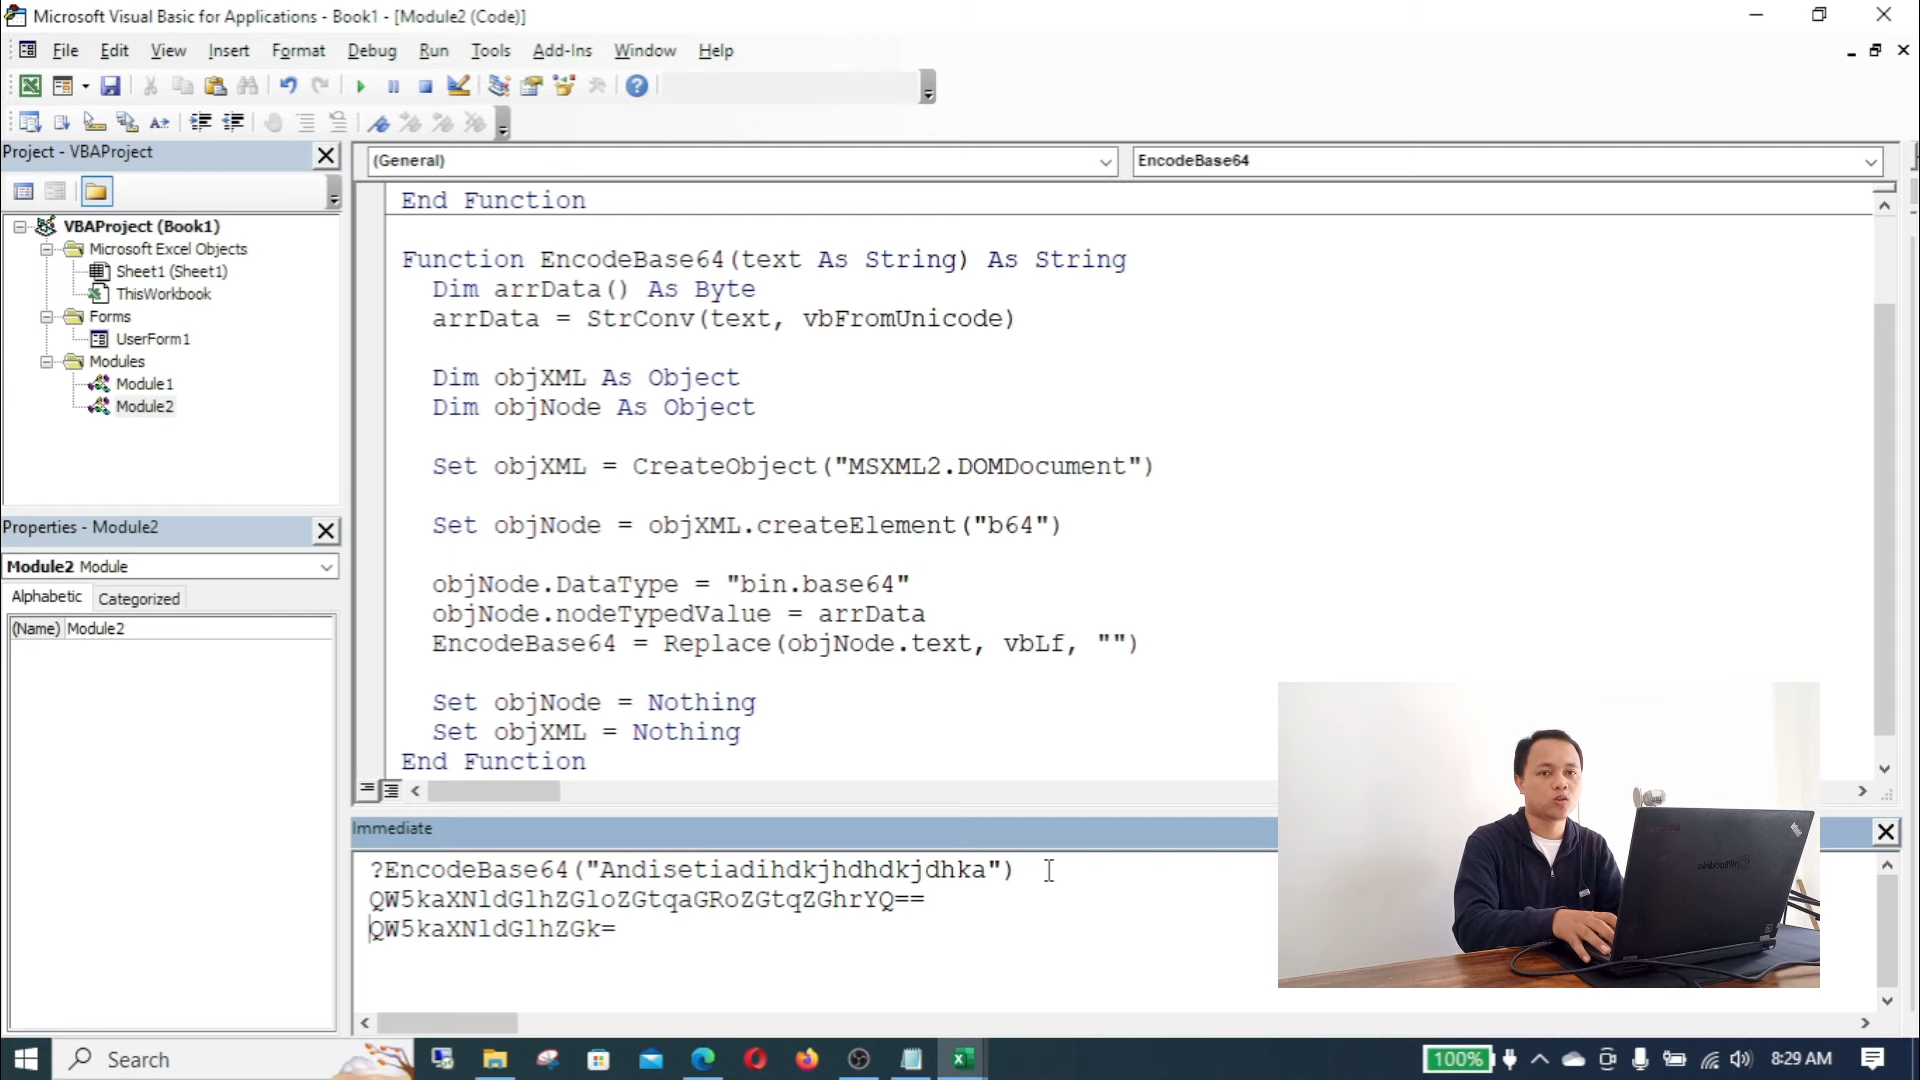 Microsoft Visual Basic for Applications - Book1 - [Module2 (Code)]
File Edit View Insert Format Debug Run Tools Add-Ins Window Help
Project - VBAProject
(General)
EncodeBase64
VBAProject (Book1)
Microsoft Excel Objects
Sheet1 (Sheet1)
ThisWorkbook
Forms
UserForm1
Modules
Module1
Module2
Properties - Module2
Module2 Module
Alphabetic Categorized
(Name) Module2
End Function
Function EncodeBase64(text As String) As String
Dim arrData() As Byte
arrData = StrConv(text, vbFromUnicode)
Dim objXML As Object
Dim objNode As Object
Set objXML = CreateObject("MSXML2.DOMDocument")
Set objNode = objXML.createElement("b64")
objNode.DataType = "bin.base64"
objNode.nodeTypedValue = arrData
EncodeBase64 = Replace(objNode.text, vbLf, "")
Set objNode = Nothing
Set objXML = Nothing
End Function
Immediate
?EncodeBase64("Andisetiadihdkjhdhdkjdhka")
QW5kaXNldGlhZGloZGtqaGRoZGtqZGhrYQ==
QW5kaXNldGlhZGk=
Search
100%
8:29 AM